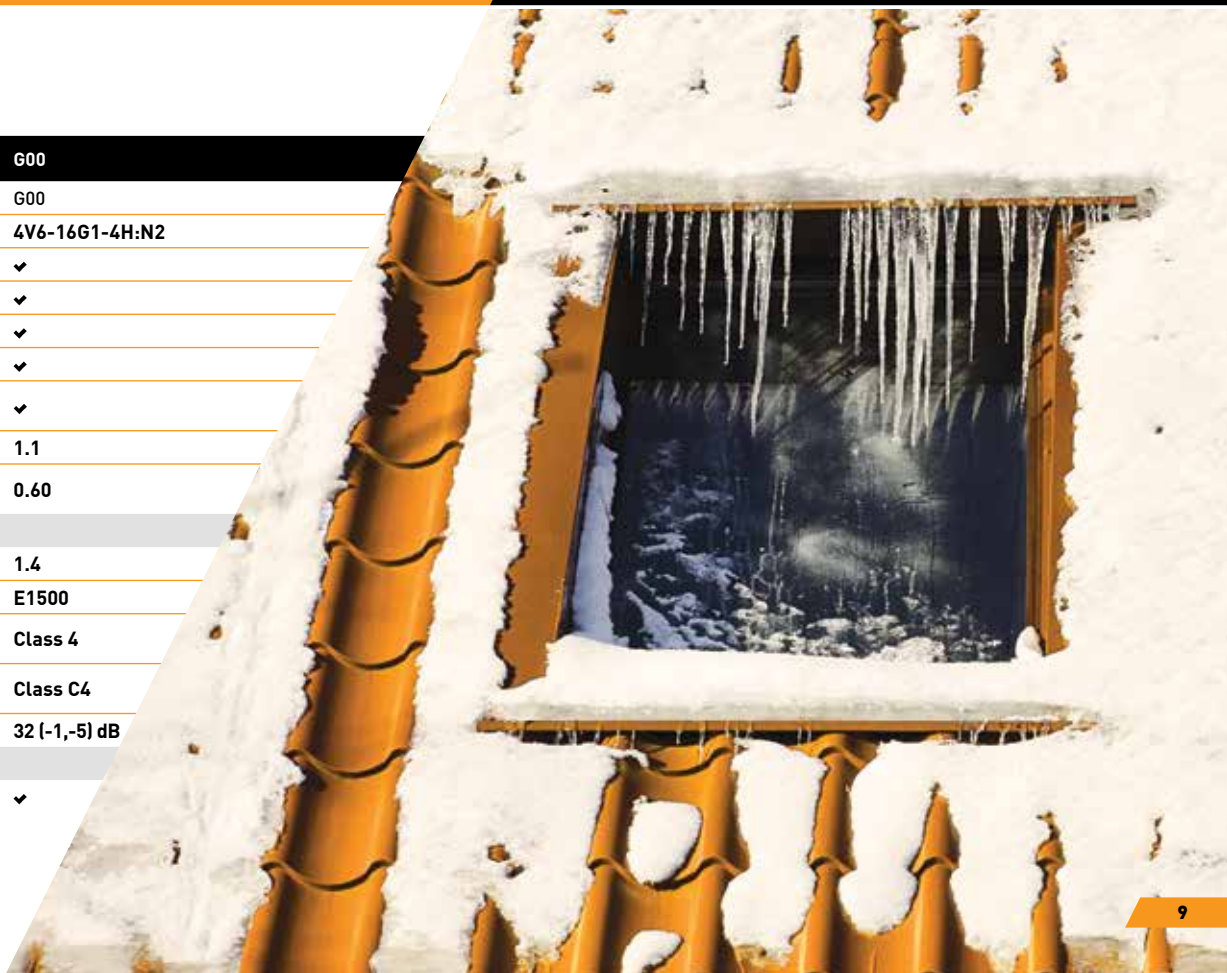 G00
G00
4V6-16G1-4H:N2
✔
✔
✔
✔
✔
1.1
0.60
1.4
E1500
Class 4
Class C4
32 (-1,-5) dB
✔
9